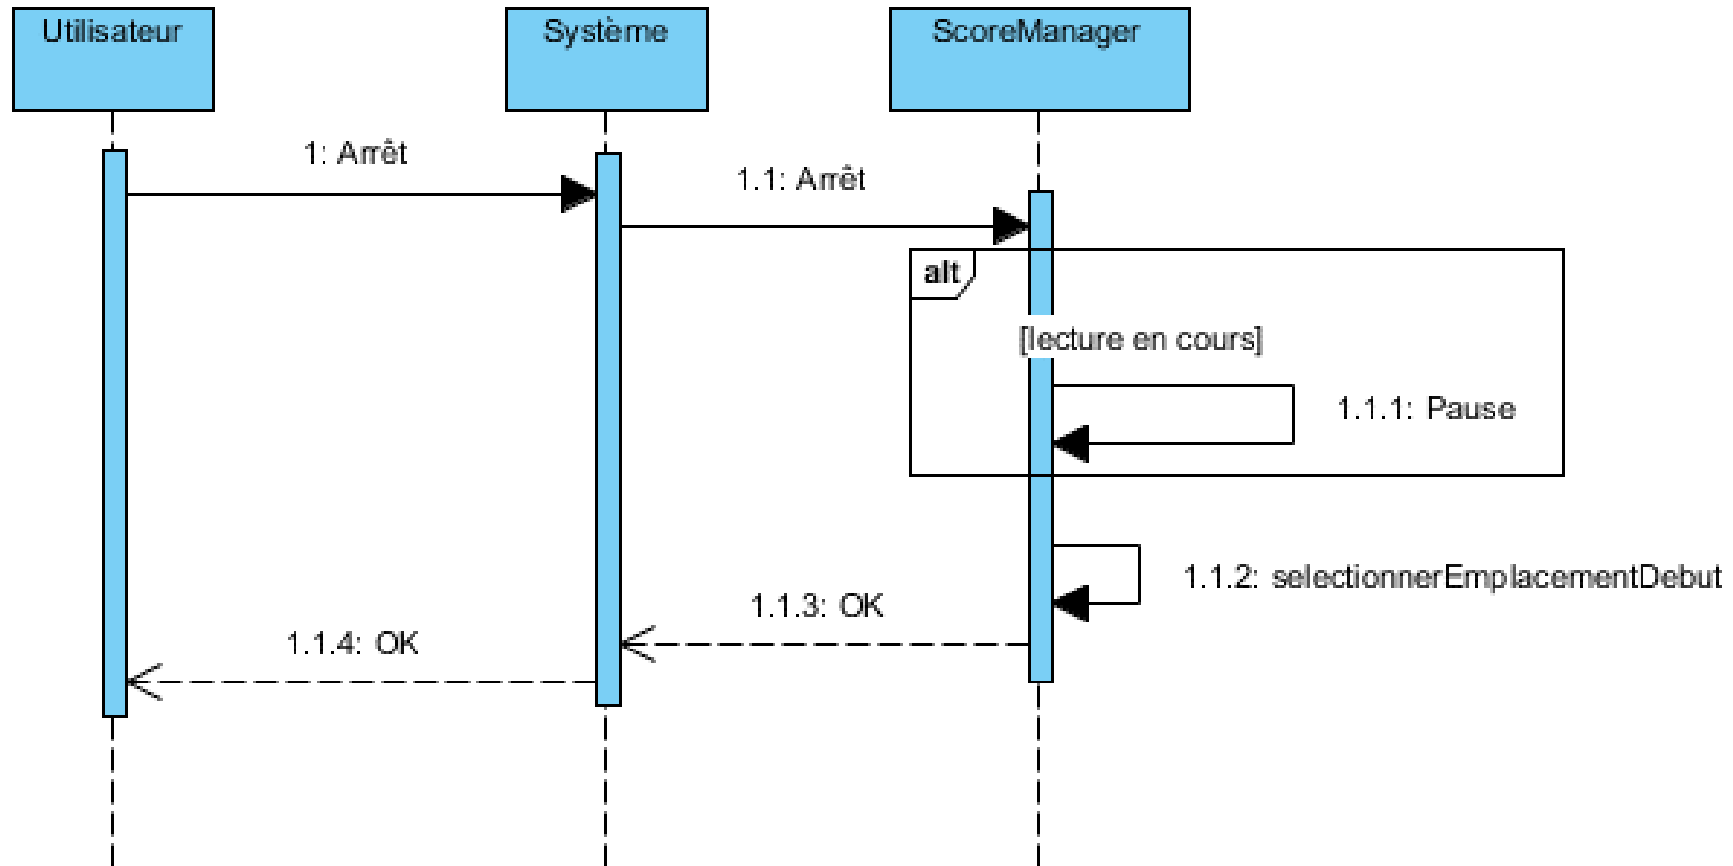 Utilisateur
Système
ScoreManager
1: Arrêt
1.1: Arrêt
alt
[lecture en cours]
1.1.1: Pause
1.1.2: selectionnerEmplacementDebut
1.1.3: OK
1.1.4: OK